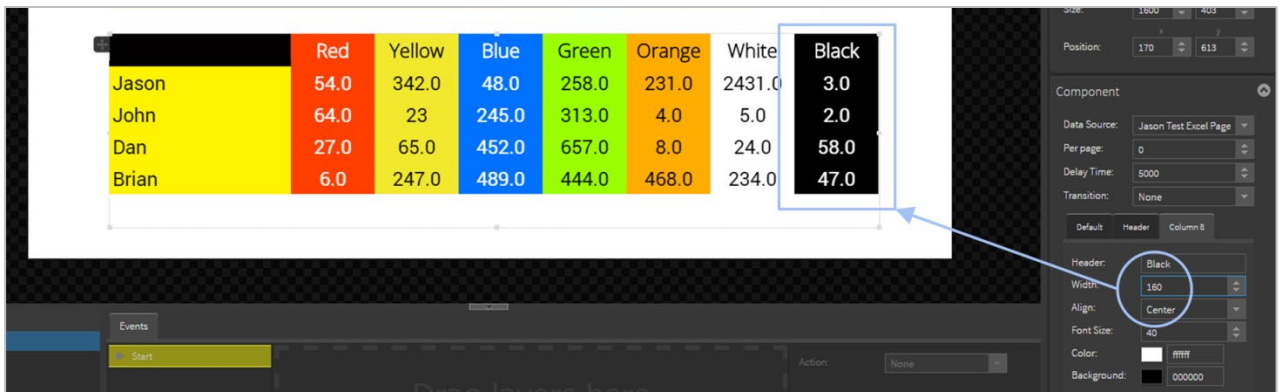 Red Yellow Blue Green Orange White Black
Jason 54.0 342.0 48.0 258.0 231.0 2431.0 3.0
John 64.0 23 245.0 313.0 4.0 5.0 2.0
Dan 27.0 65.0 452.0 657.0 8.0 24.0 58.0
Brian 6.0 247.0 489.0 444.0 468.0 234.0 47.0
Size: 1600 403
x y
Position: 170 613
Component
Data Source: Jason Test Excel Page
Per page: 0
Delay Time: 5000
Transition: None
Default Header Column 8
Header: Black
Width: 160
Align: Center
Font Size: 40
Color: ffffff
Background: 000000
Events
Start
Drag layers here
Action: None